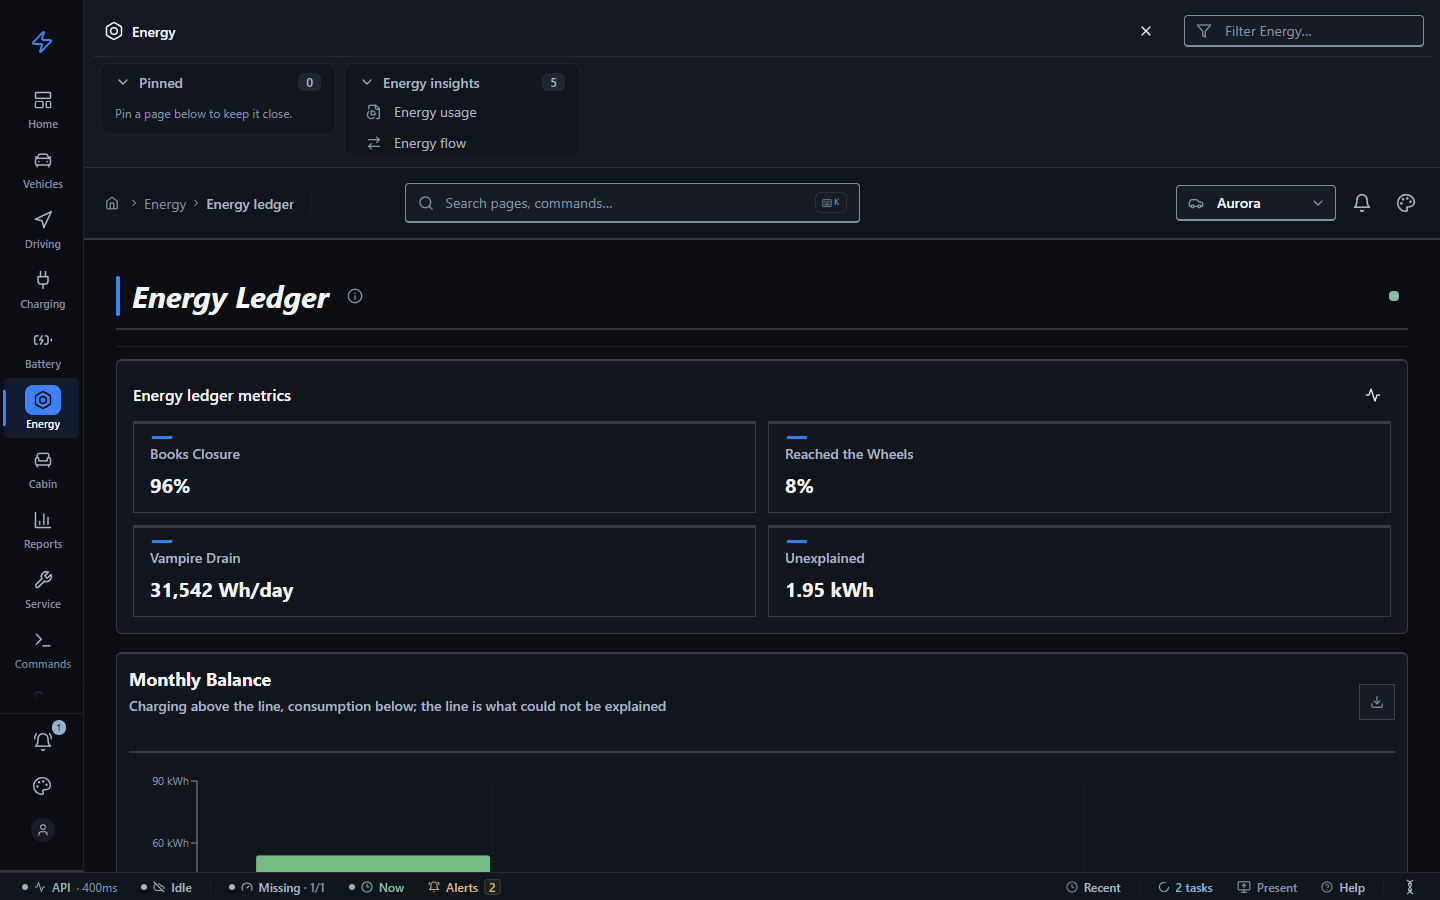 Energy
Filter Energy...
Pinned 0
Pin a page below to keep it close.
Energy insights 5
Energy usage
Energy flow
Home
Vehicles
Driving
Charging
Battery
Energy
Cabin
Reports
Service
Commands
1
Energy
Energy ledger
Search pages, commands...
K
Aurora
Energy Ledger
Energy ledger metrics
Books Closure
96%
Reached the Wheels
8%
Vampire Drain
31,542 Wh/day
Unexplained
1.95 kWh
Monthly Balance
Charging above the line, consumption below; the line is what could not be explained
90 kWh
60 kWh
API · 400ms
Idle
Missing · 1/1
Now
Alerts 2
Recent
2 tasks
Present
Help